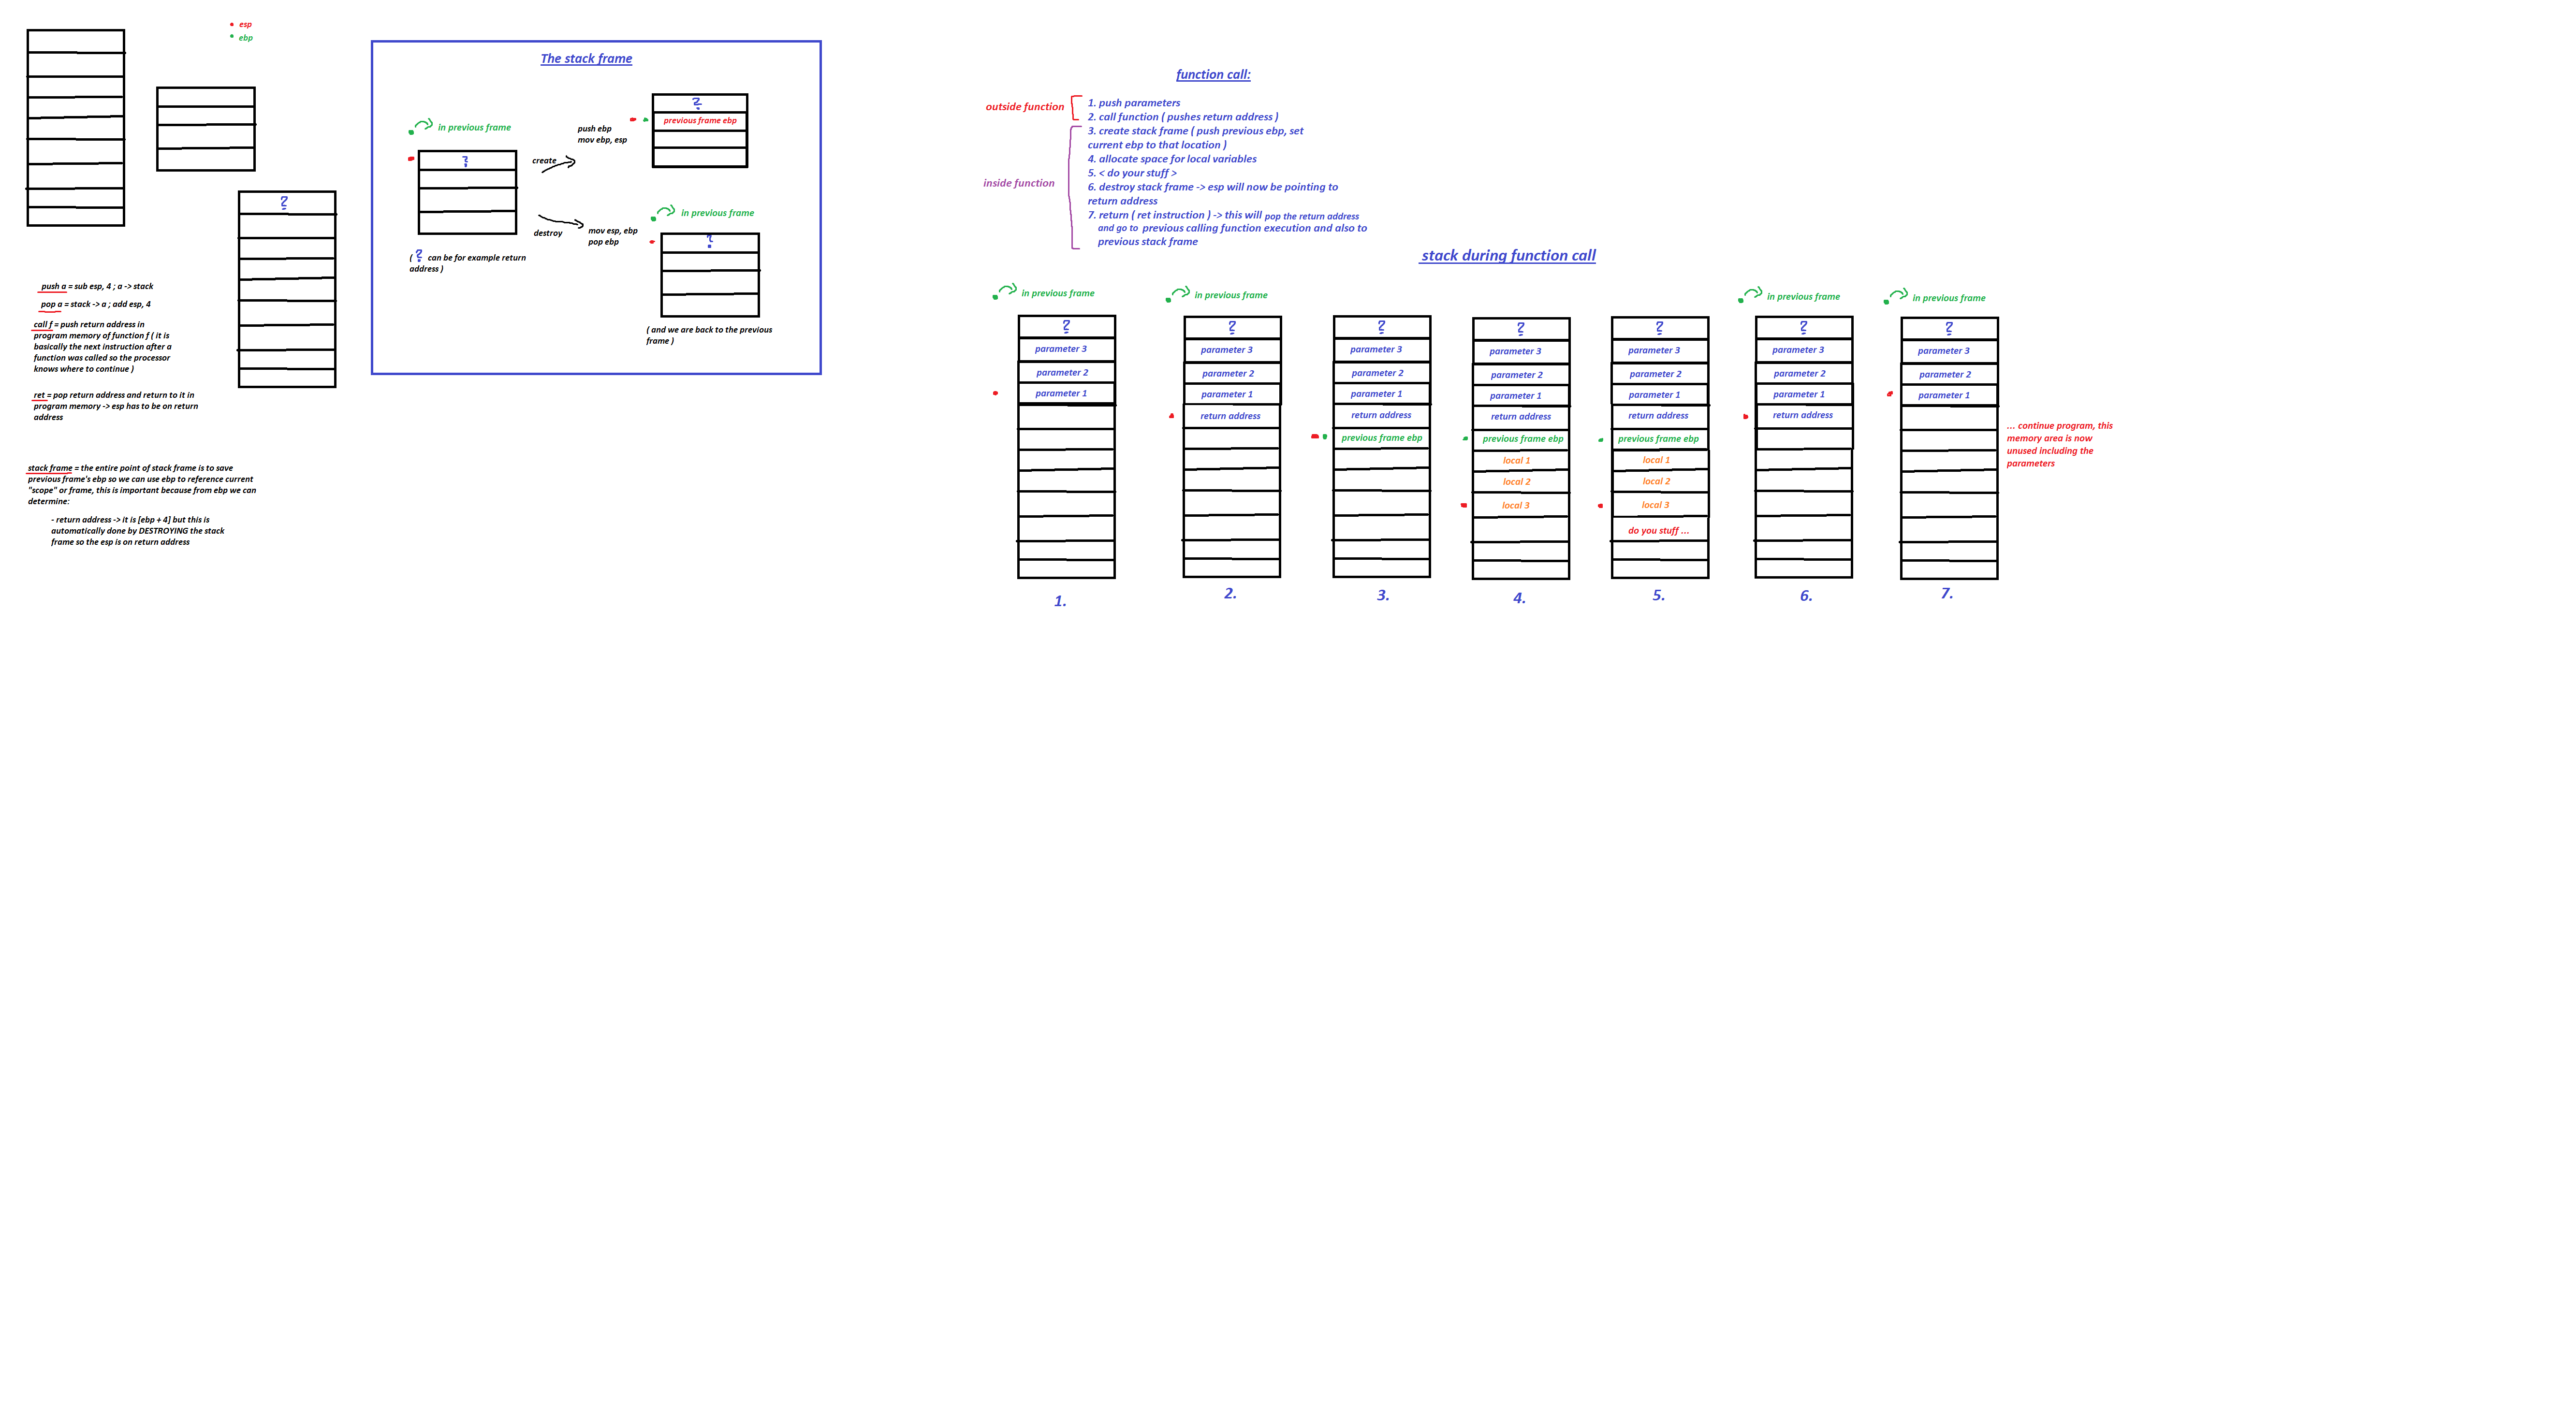 esp
ebp
?
push a = sub esp, 4 ; a -> stack
pop a = stack -> a ; add esp, 4
call f = push return address in
program memory of function f ( it is
basically the next instruction after a
function was called so the processor
knows where to continue )
ret = pop return address and return to it in
program memory -> esp has to be on return
address
stack frame = the entire point of stack frame is to save
previous frame's ebp so we can use ebp to reference current
"scope" or frame, this is important because from ebp we can
determine:
- return address -> it is [ebp + 4] but this is
automatically done by DESTROYING the stack
frame so the esp is on return address
The stack frame
in previous frame
?
( ? can be for example return
address )
create
push ebp
mov ebp, esp
?
previous frame ebp
destroy
mov esp, ebp
pop ebp
in previous frame
?
( and we are back to the previous
frame )
function call:
outside function
1. push parameters
2. call function ( pushes return address )
inside function
3. create stack frame ( push previous ebp, set
current ebp to that location )
4. allocate space for local variables
5. < do your stuff >
6. destroy stack frame -> esp will now be pointing to
return address
7. return ( ret instruction ) -> this will pop the return address
and go to previous calling function execution and also to
previous stack frame
stack during function call
in previous frame
?
parameter 3
parameter 2
parameter 1
1.
in previous frame
?
parameter 3
parameter 2
parameter 1
return address
2.
?
parameter 3
parameter 2
parameter 1
return address
previous frame ebp
3.
?
parameter 3
parameter 2
parameter 1
return address
previous frame ebp
local 1
local 2
local 3
4.
?
parameter 3
parameter 2
parameter 1
return address
previous frame ebp
local 1
local 2
local 3
do you stuff ...
5.
in previous frame
?
parameter 3
parameter 2
parameter 1
return address
6.
in previous frame
?
parameter 3
parameter 2
parameter 1
7.
... continue program, this
memory area is now
unused including the
parameters